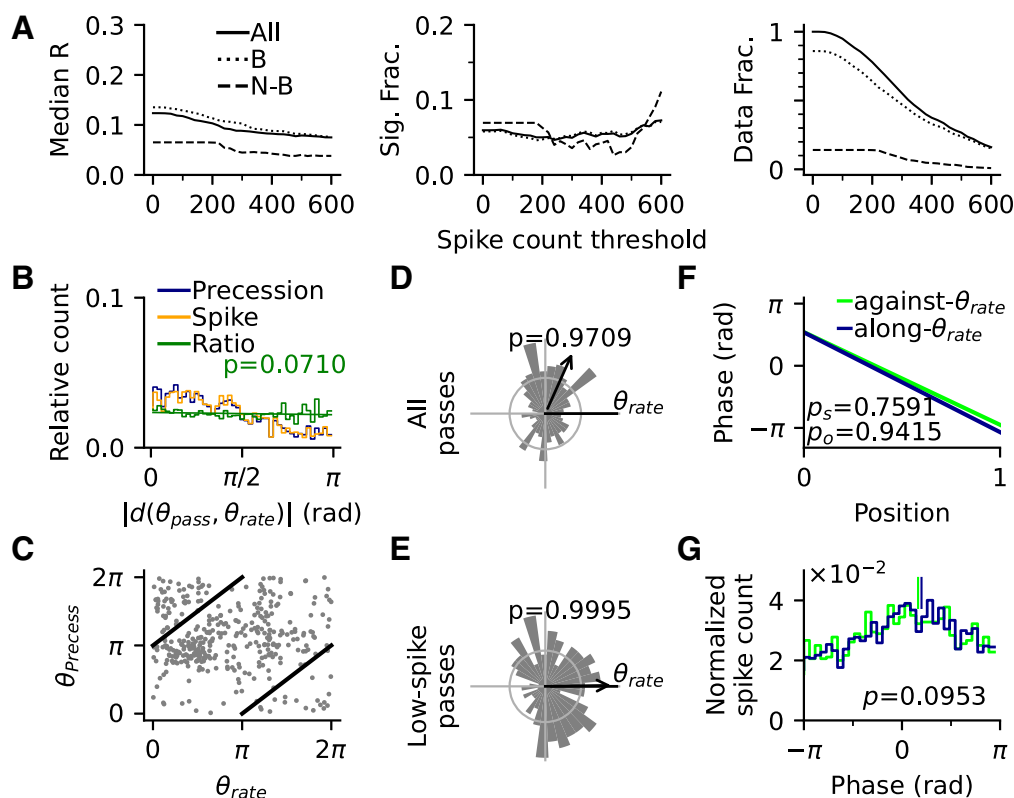 A
Median R
0.3
0.2
0.1
0.0
0 200 400 600
All
B
N-B
Sig. Frac.
0.2
0.1
0.0
0 200 400 600
Spike count threshold
Data Frac.
1
0
0 200 400 600
B
Relative count
0.1
0.0
Precession
Spike
Ratio
p=0.0710
0 π/2 π
|d(θpass, θrate)| (rad)
C
θPrecess
2π
π
0
0 π 2π
θrate
D
All
passes
p=0.9709
θrate
E
Low-spike
passes
p=0.9995
θrate
F
Phase (rad)
π
0
−π
against-θrate
along-θrate
ps=0.7591
po=0.9415
0 1
Position
G
Normalized
spike count
×10−2
4
2
0
p=0.0953
−π 0 π
Phase (rad)